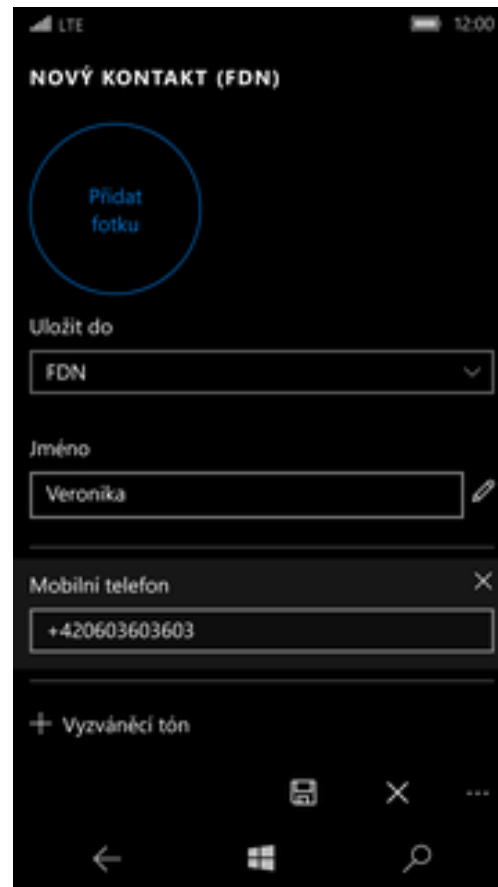 LTE 12:00
NOVÝ KONTAKT (FDN)
Přidat
fotku
Uložit do
FDN
Jméno
Veronika
Mobilní telefon
+420603603603
Vyzváněcí tón